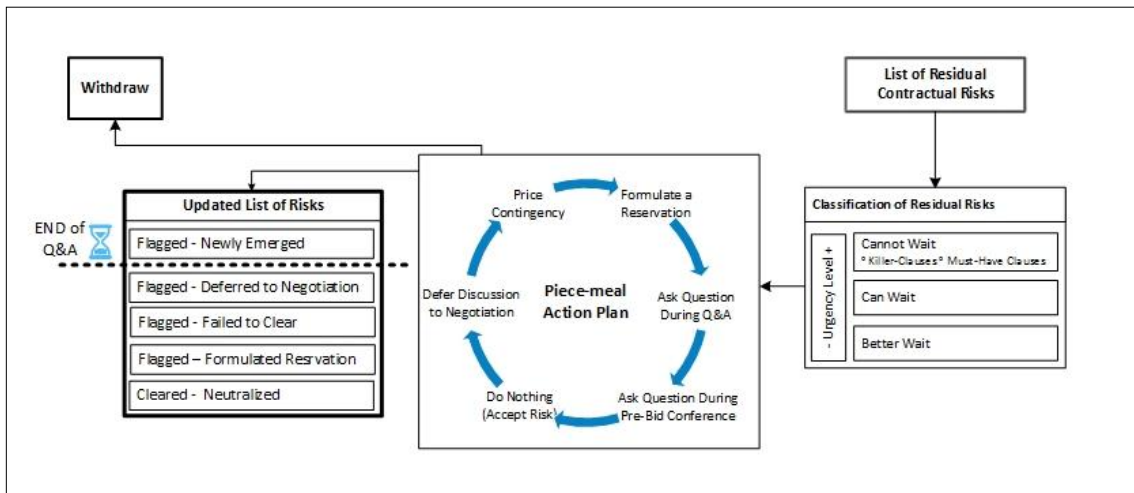 Withdraw
List of Residual
Contractual Risks
Updated List of Risks
END of
Q&A
Flagged - Newly Emerged
Flagged - Deferred to Negotiation
Flagged - Failed to Clear
Flagged – Formulated Resrvation
Cleared - Neutralized
Price
Contingency
Formulate a
Reservation
Defer Discussion
to Negotiation
Piece-meal
Action Plan
Ask Question
During Q&A
Do Nothing
(Accept Risk)
Ask Question During
Pre-Bid Conference
Classification of Residual Risks
- Urgency Level +
Cannot Wait
° Killer-Clauses ° Must-Have Clauses
Can Wait
Better Wait